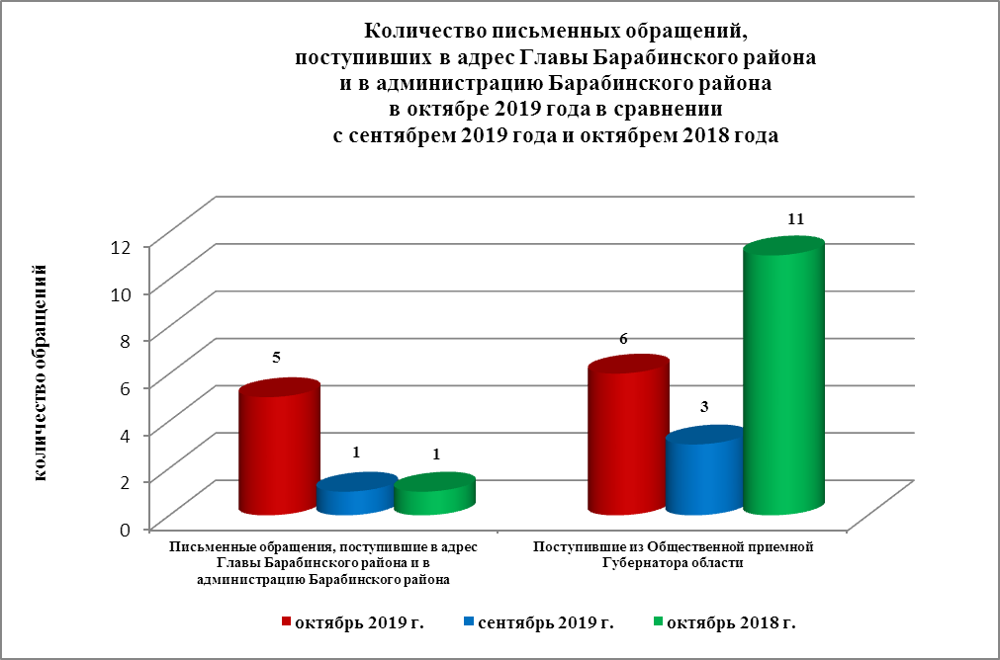 Количество письменных обращений,
поступивших в адрес Главы Барабинского района
и в администрацию Барабинского района
в октябре 2019 года в сравнении
с сентябрем 2019 года и октябрем 2018 года
количество обращений
12
10
8
6
4
2
0
5
1
1
6
3
11
Письменные обращения, поступившие в адрес
Главы Барабинского района и в
администрацию Барабинского района
Поступившие из Общественной приемной
Губернатора области
октябрь 2019 г.
сентябрь 2019 г.
октябрь 2018 г.